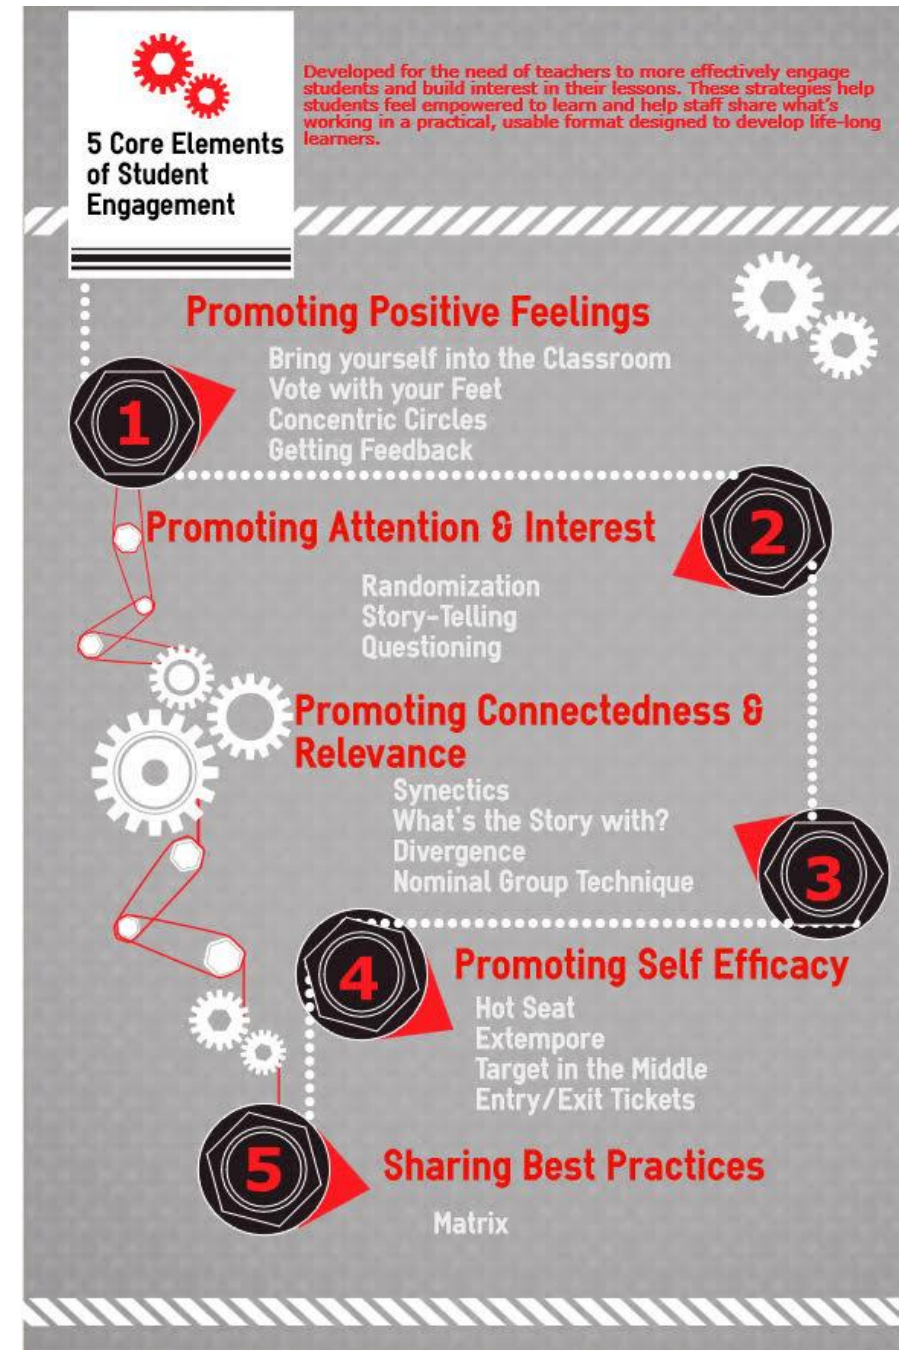 5 Core Elements
of Student
Engagement
Developed for the need of teachers to more effectively engage
students and build interest in their lessons. These strategies help
students feel empowered to learn and help staff share what's
working in a practical, usable format designed to develop life-long
learners.
Promoting Positive Feelings
Bring yourself into the Classroom
Vote with your Feet
Concentric Circles
Getting Feedback
1
Promoting Attention & Interest
2
Randomization
Story-Telling
Questioning
Promoting Connectedness &
Relevance
Synectics
What's the Story with?
Divergence
Nominal Group Technique
3
4
Promoting Self Efficacy
Hot Seat
Extempore
Target in the Middle
Entry/Exit Tickets
5
Sharing Best Practices
Matrix